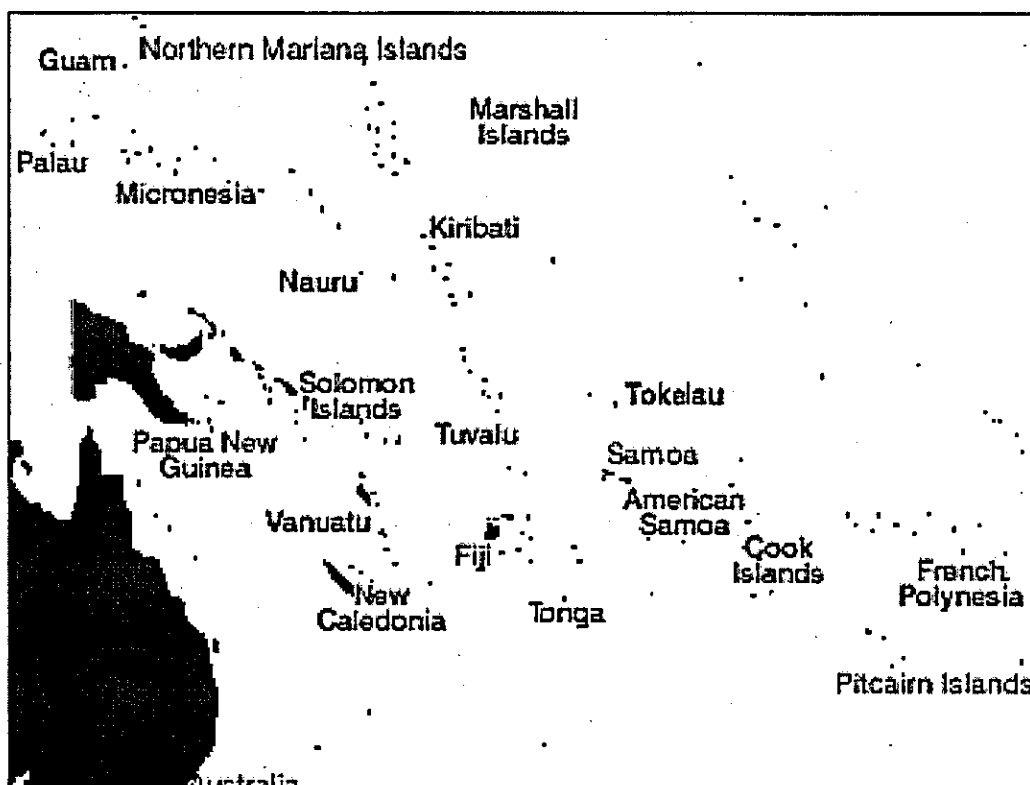 Northern Mariana Islands
Guam
Marshall
Islands
Palau
Micronesia
Kiribati
Nauru
Solomon
Islands
Tokelau
Papua New
Guinea
Tuvalu
Samoa
American
Samoa
Vanuatu
Fiji
Cook
Islands
French
Polynesia
New
Caledonia
Tonga
Pitcairn Islands
Australia